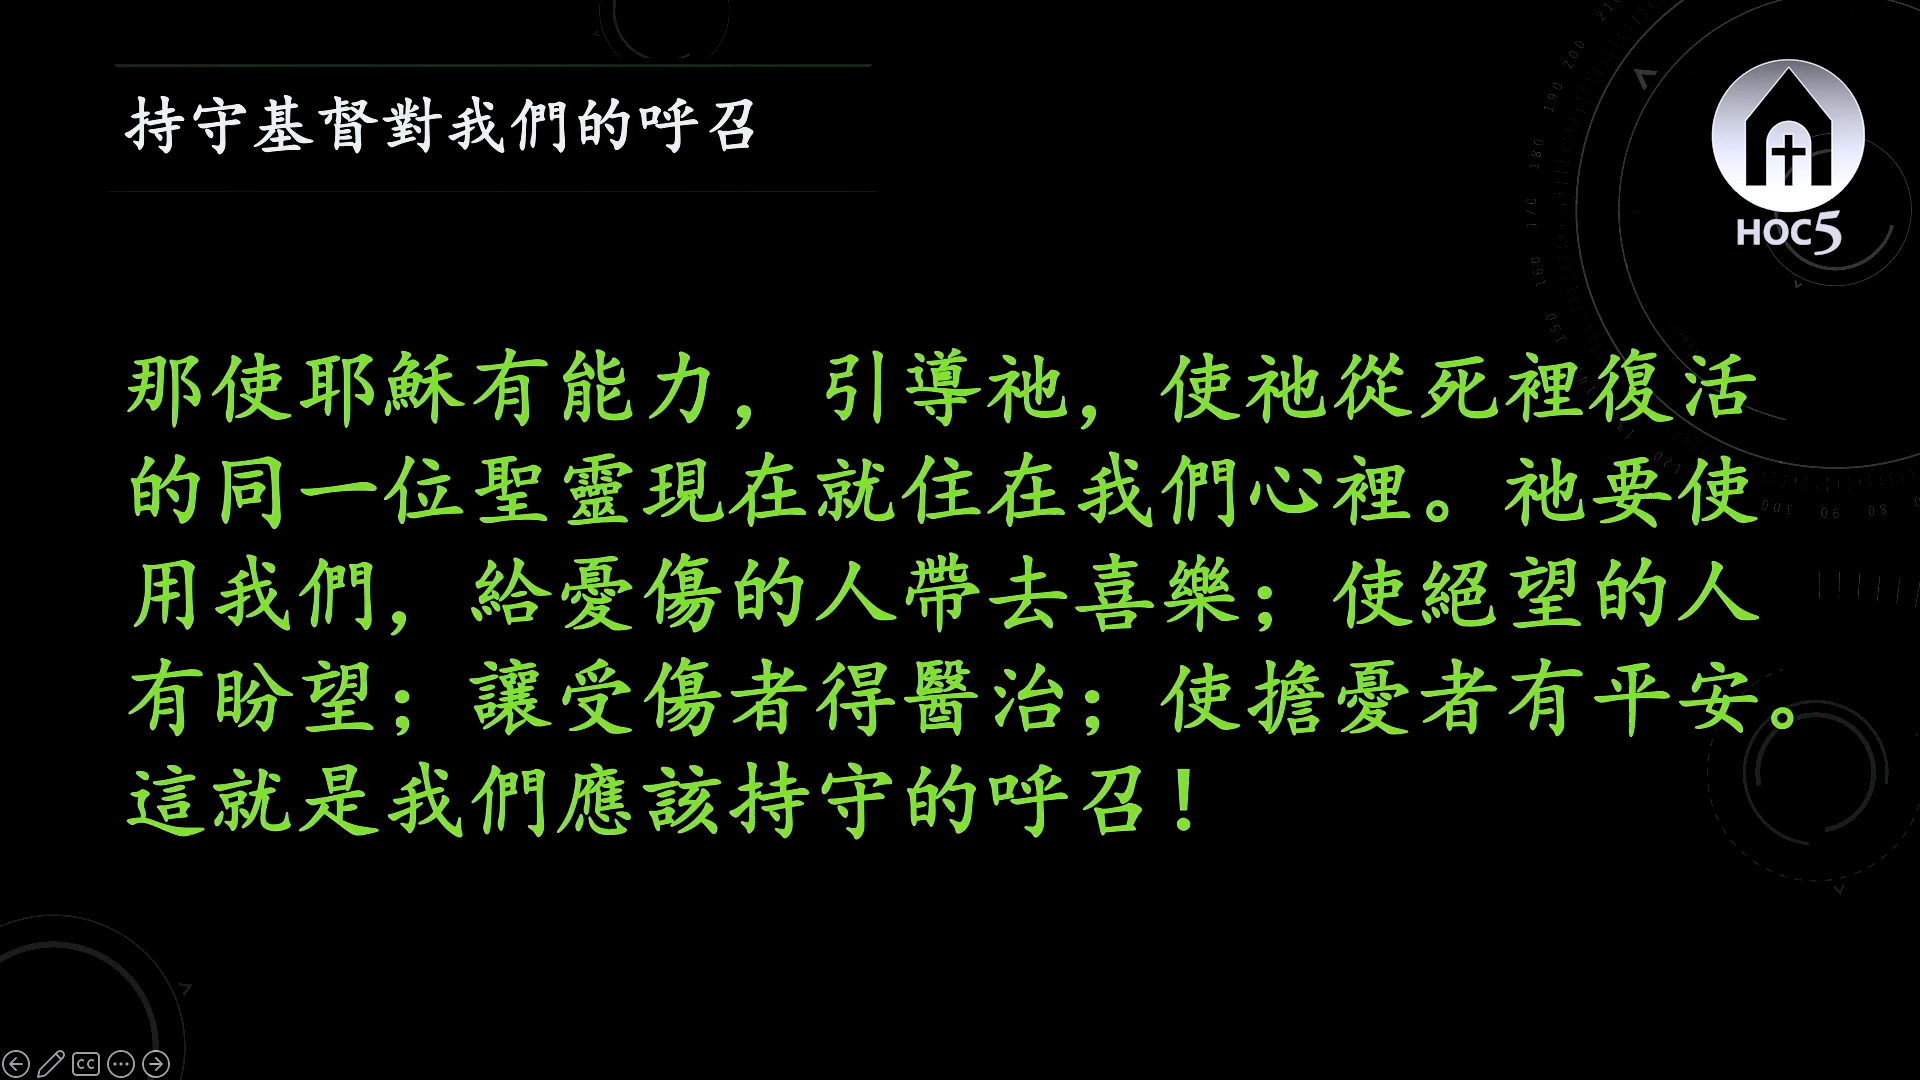 持守基督對我們的呼召
HOC5
那使耶穌有能力，引導祂，使祂從死裡復活
的同一位聖靈現在就住在我們心裡。祂要使
用我們，給憂傷的人帶去喜樂；使絕望的人
有盼望；讓受傷者得醫治；使擔憂者有平安。
這就是我們應該持守的呼召！